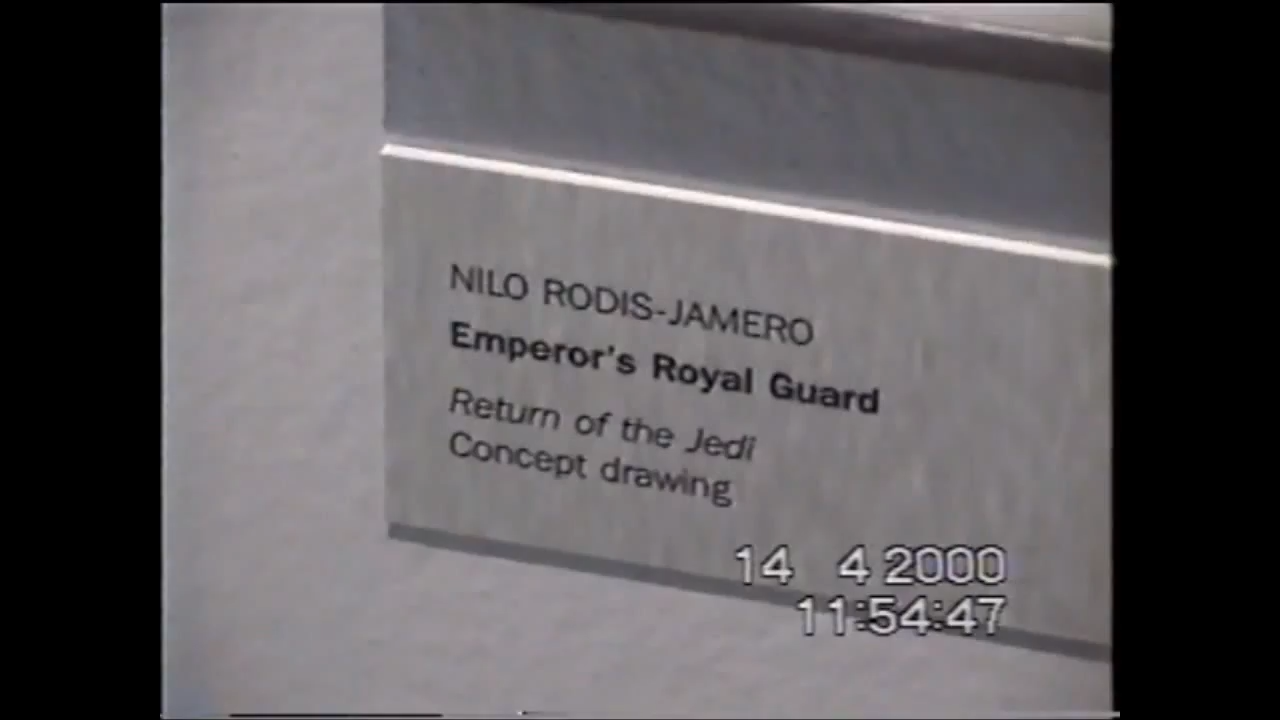 NILO RODIS-JAMERO
Emperor's Royal Guard
Return of the Jedi
Concept drawing
14 4 2000
11:54:47